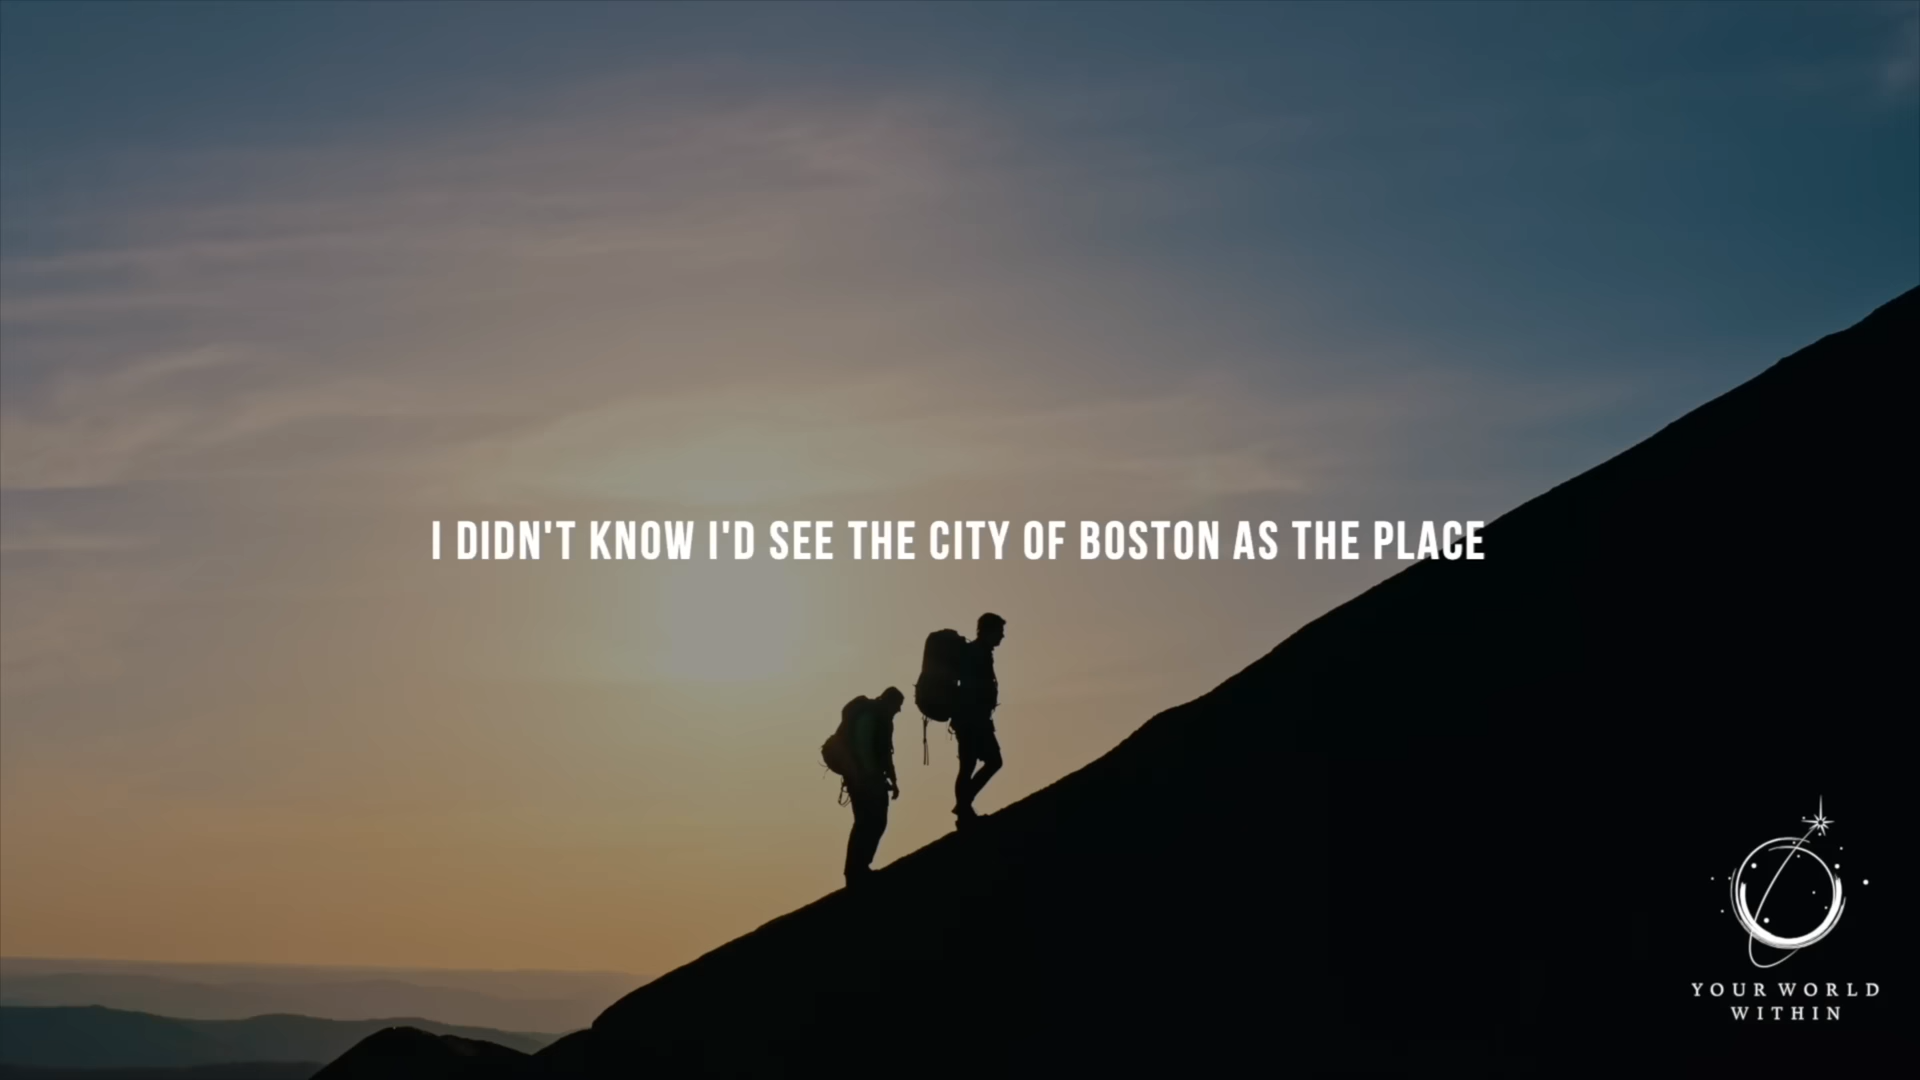 I DIDN'T KNOW I'D SEE THE CITY OF BOSTON AS THE PLACE
YOUR WORLD
WITHIN